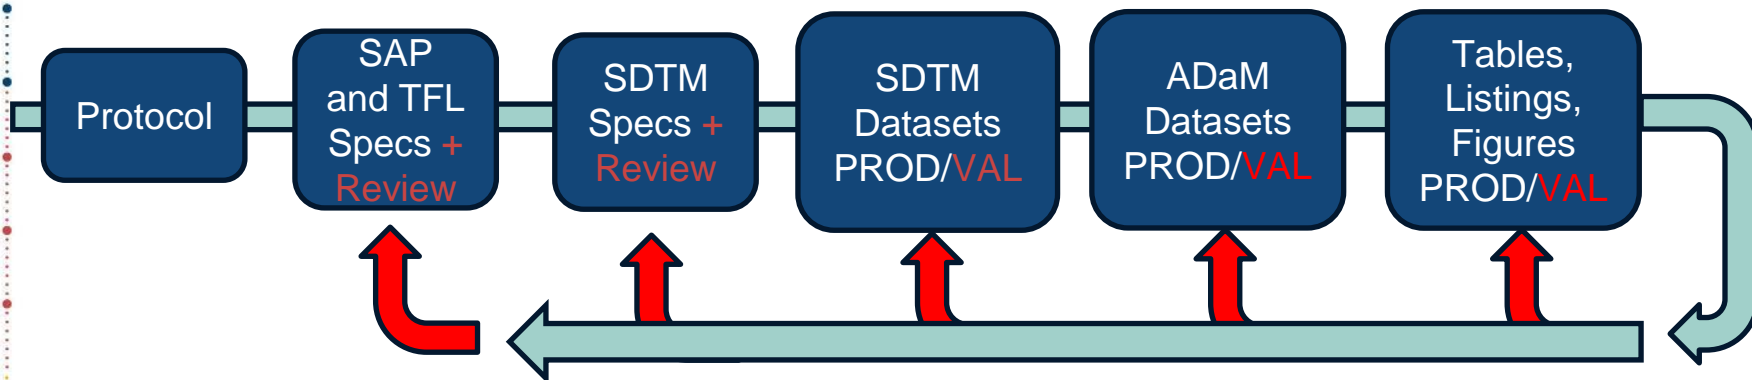 Protocol
SAP
and TFL
Specs +
Review
SDTM
Specs +
Review
SDTM
Datasets
PROD/VAL
ADaM
Datasets
PROD/VAL
Tables,
Listings,
Figures
PROD/VAL